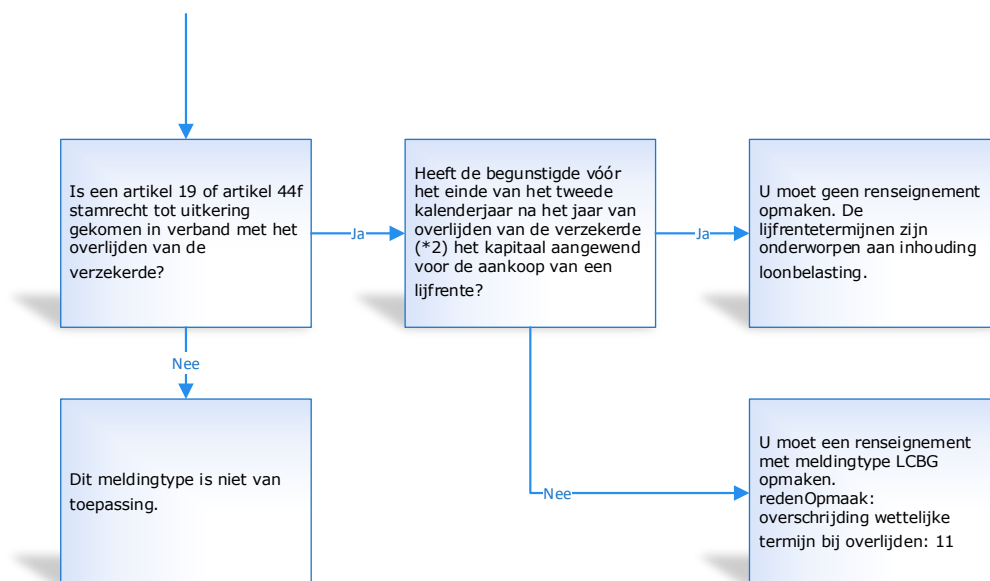 Is een artikel 19 of artikel 44f
stamrecht tot uitkering
gekomen in verband met het
overlijden van de
verzekerde?
Ja
Heeft de begunstigde vóór
het einde van het tweede
kalenderjaar na het jaar van
overlijden van de verzekerde
(*2) het kapitaal aangewend
voor de aankoop van een
lijfrente?
Ja
U moet geen renseignement
opmaken. De
lijfrentetermijnen zijn
onderworpen aan inhouding
loonbelasting.
Nee
Dit meldingtype is niet van
toepassing.
Nee
U moet een renseignement
met meldingtype LCBG
opmaken.
redenOpmaak:
overschrijding wettelijke
termijn bij overlijden: 11